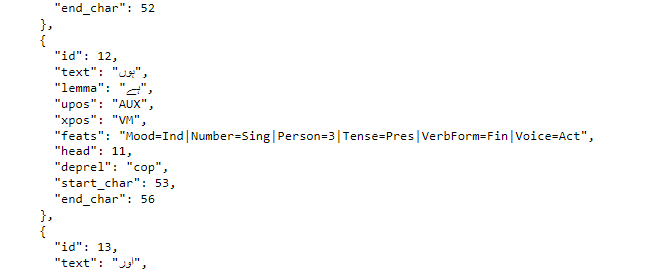 "end_char": 52
},
{
"id": 12,
"text": "ہوں",
"lemma": "ہے",
"upos": "AUX",
"xpos": "VM",
"feats": "Mood=Ind|Number=Sing|Person=3|Tense=Pres|VerbForm=Fin|Voice=Act",
"head": 11,
"deprel": "cop",
"start_char": 53,
"end_char": 56
},
{
"id": 13,
"text": "اور",